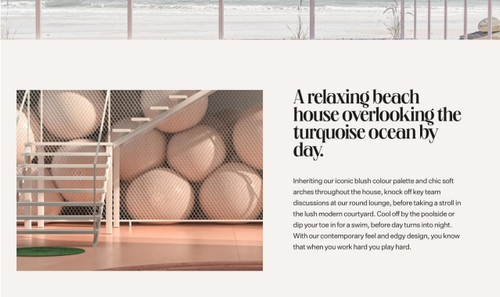 A relaxing beach
house overlooking the
turquoise ocean by
day.
Inheriting our iconic blush colour palette and chic soft
arches throughout the house, knock off key team
discussions at our round lounge, before taking a stroll in
the lush modern courtyard. Cool off by the poolside or
dip your toe in for a swim, before day turns into night.
With our contemporary feel and edgy design, you know
that when you work hard you play hard.